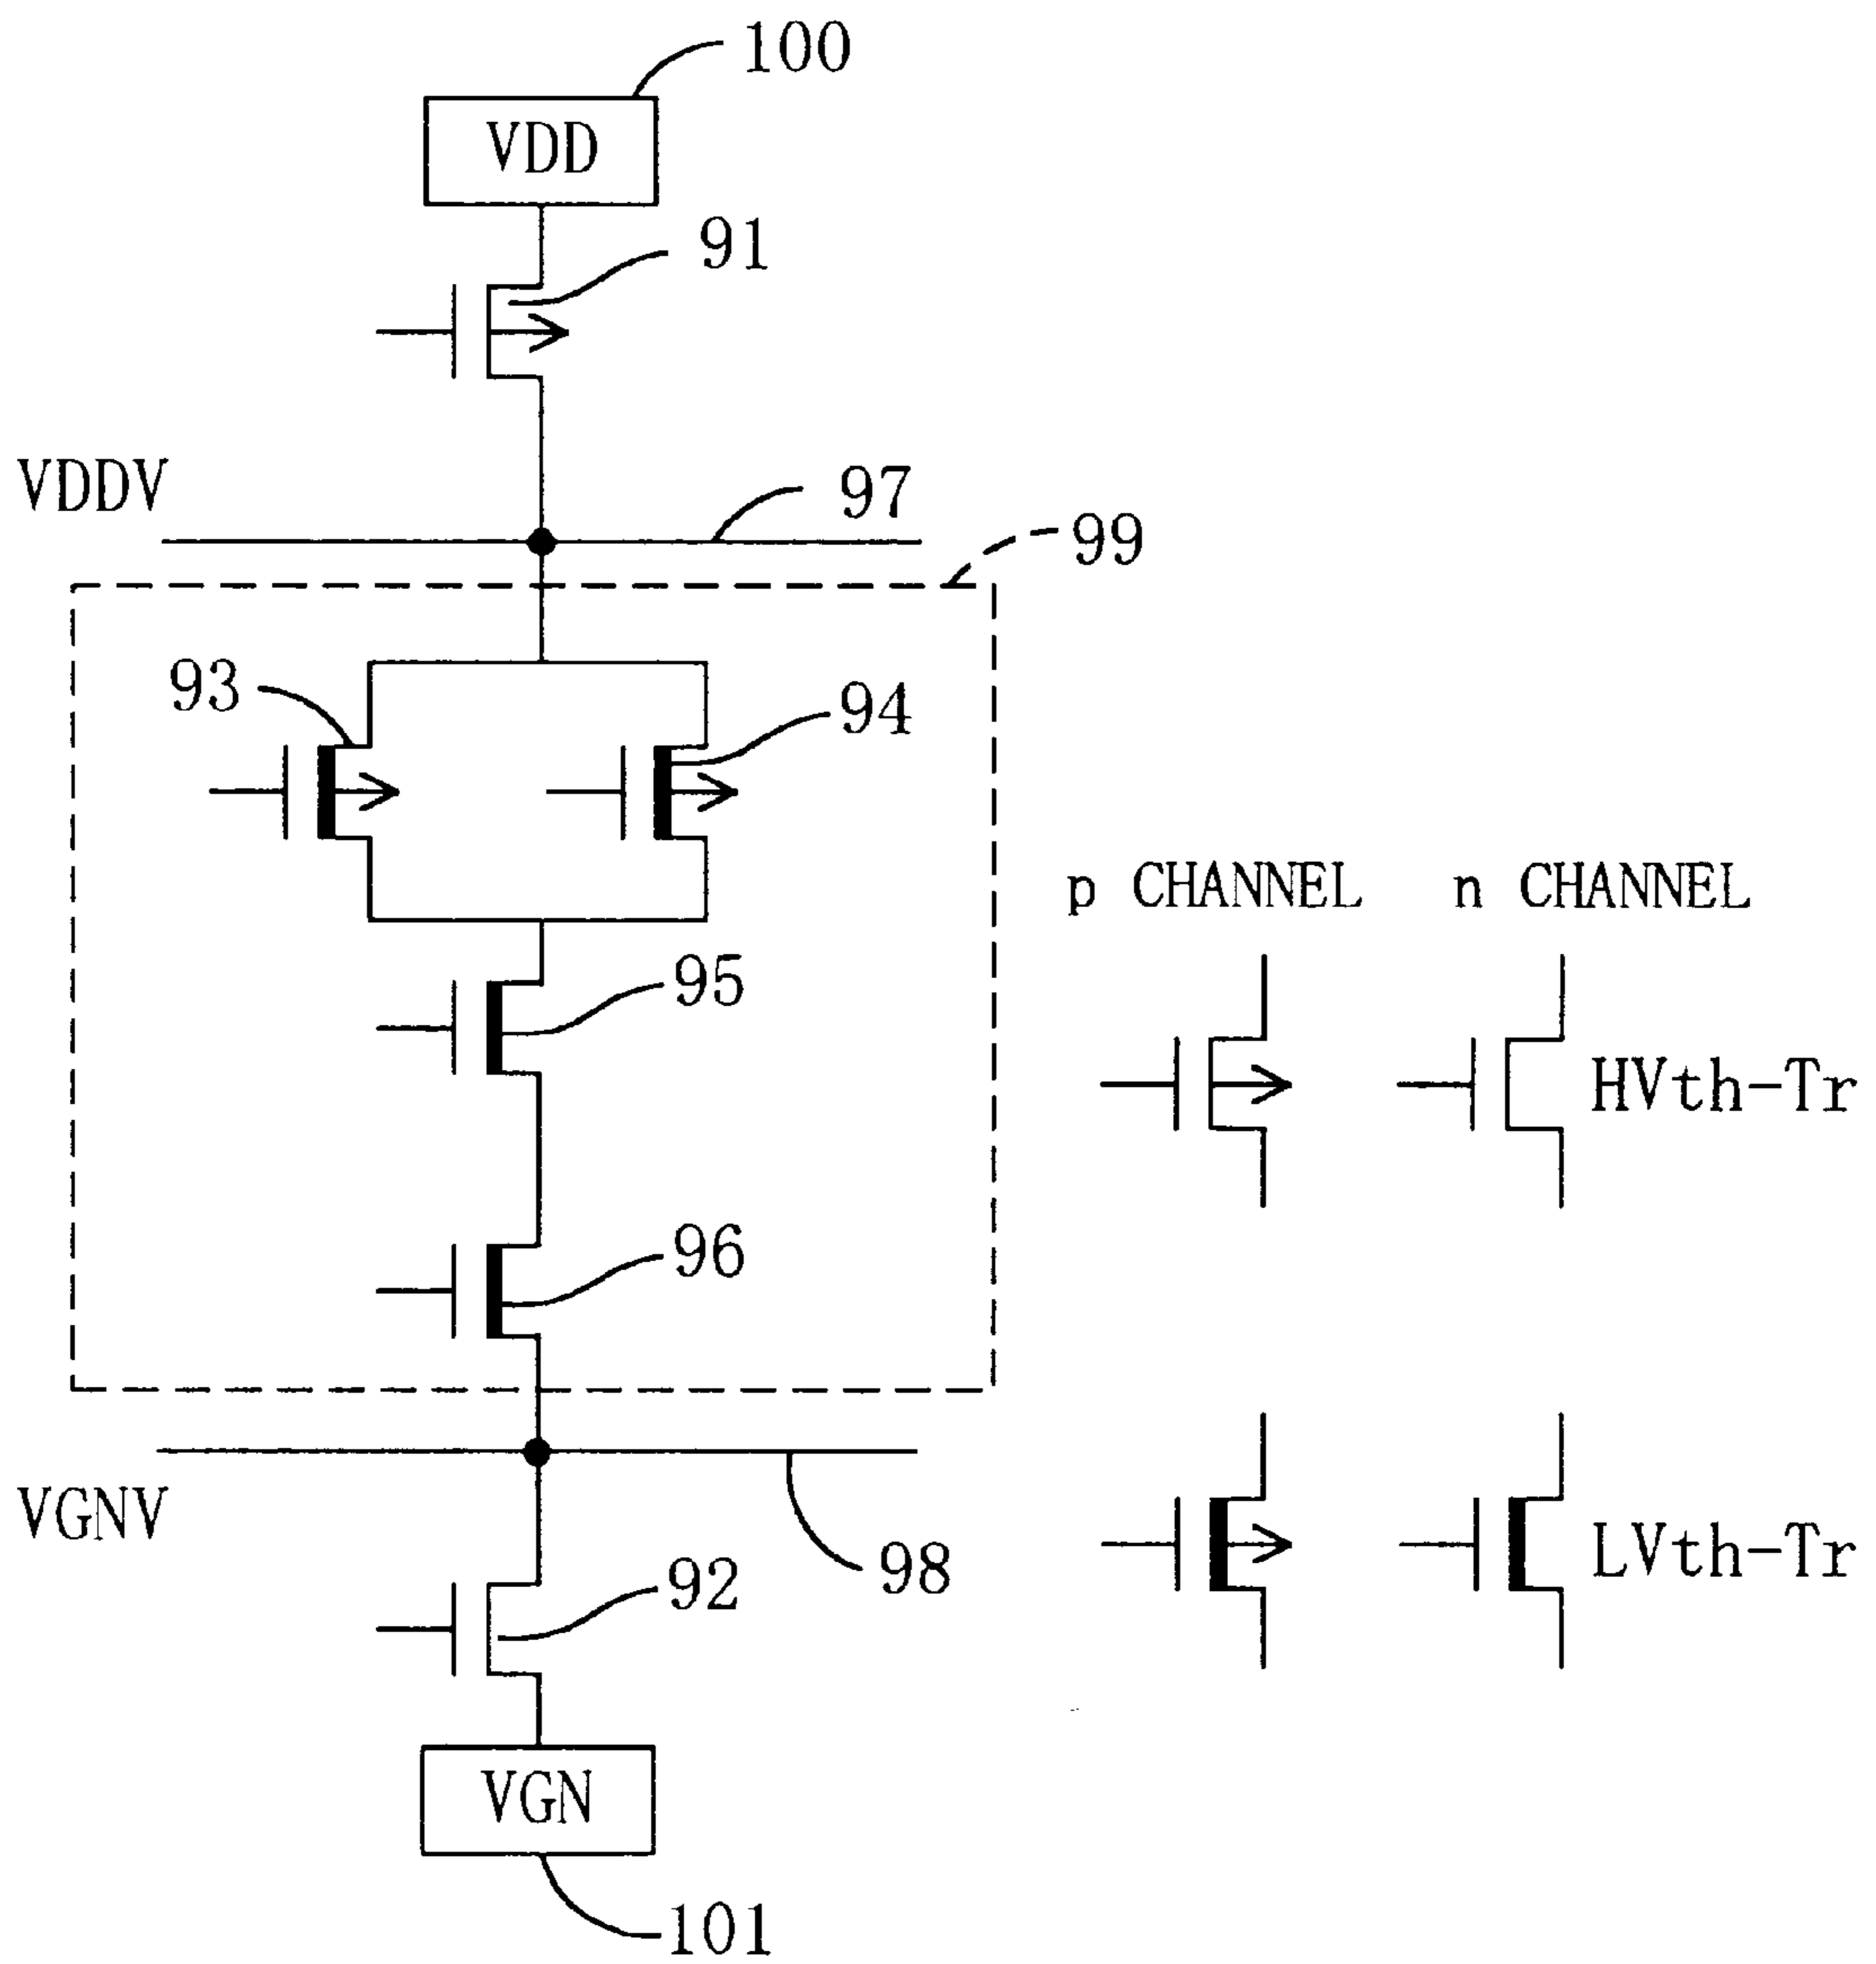 100
VDD
91
VDDV
97
99
93
94
p CHANNEL
n CHANNEL
95
HVth-Tr
96
VGNV
98
LVth-Tr
92
VGN
101